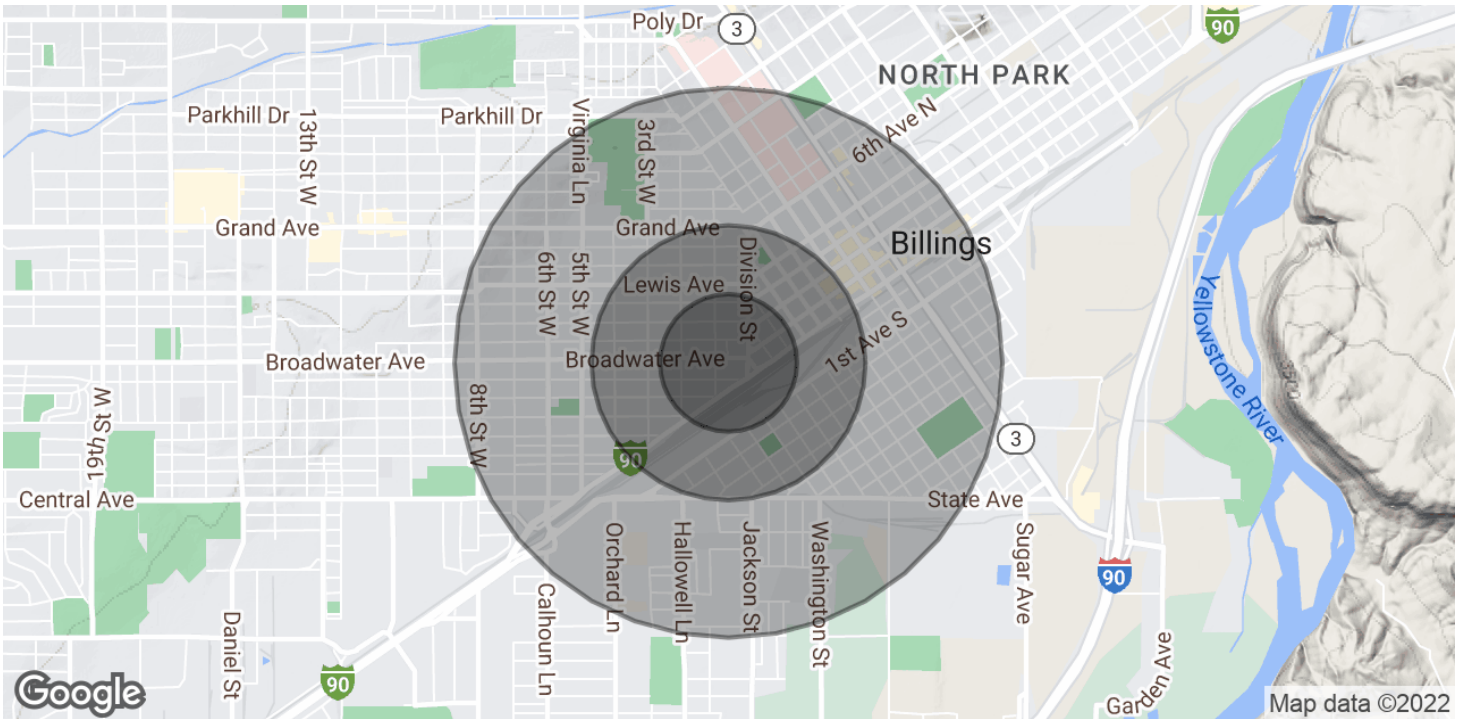 Poly Dr
3
90
NORTH PARK
Parkhill Dr
Parkhill Dr
13th St W
Virginia Ln
3rd St W
6th Ave N
Grand Ave
Grand Ave
Billings
Division St
6th St W
5th St W
Lewis Ave
Yellowstone River
1st Ave S
Broadwater Ave
Broadwater Ave
3500
8th St W
19th St W
3
90
Central Ave
State Ave
Orchard Ln
Hallowell Ln
Jackson St
Washington St
Sugar Ave
90
Calhoun Ln
Daniel St
Garden Ave
90
Google
Map data ©2022